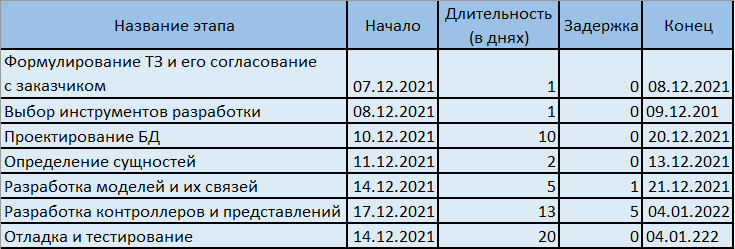 Название этапа Начало Длительность (в днях) Задержка Конец
Формулирование ТЗ и его согласование
с заказчиком 07.12.2021 1 0 08.12.2021
Выбор инструментов разработки 08.12.2021 1 0 09.12.201
Проектирование БД 10.12.2021 10 0 20.12.2021
Определение сущностей 11.12.2021 2 0 13.12.2021
Разработка моделей и их связей 14.12.2021 5 1 21.12.2021
Разработка контроллеров и представлений 17.12.2021 13 5 04.01.2022
Отладка и тестирование 14.12.2021 20 0 04.01.222